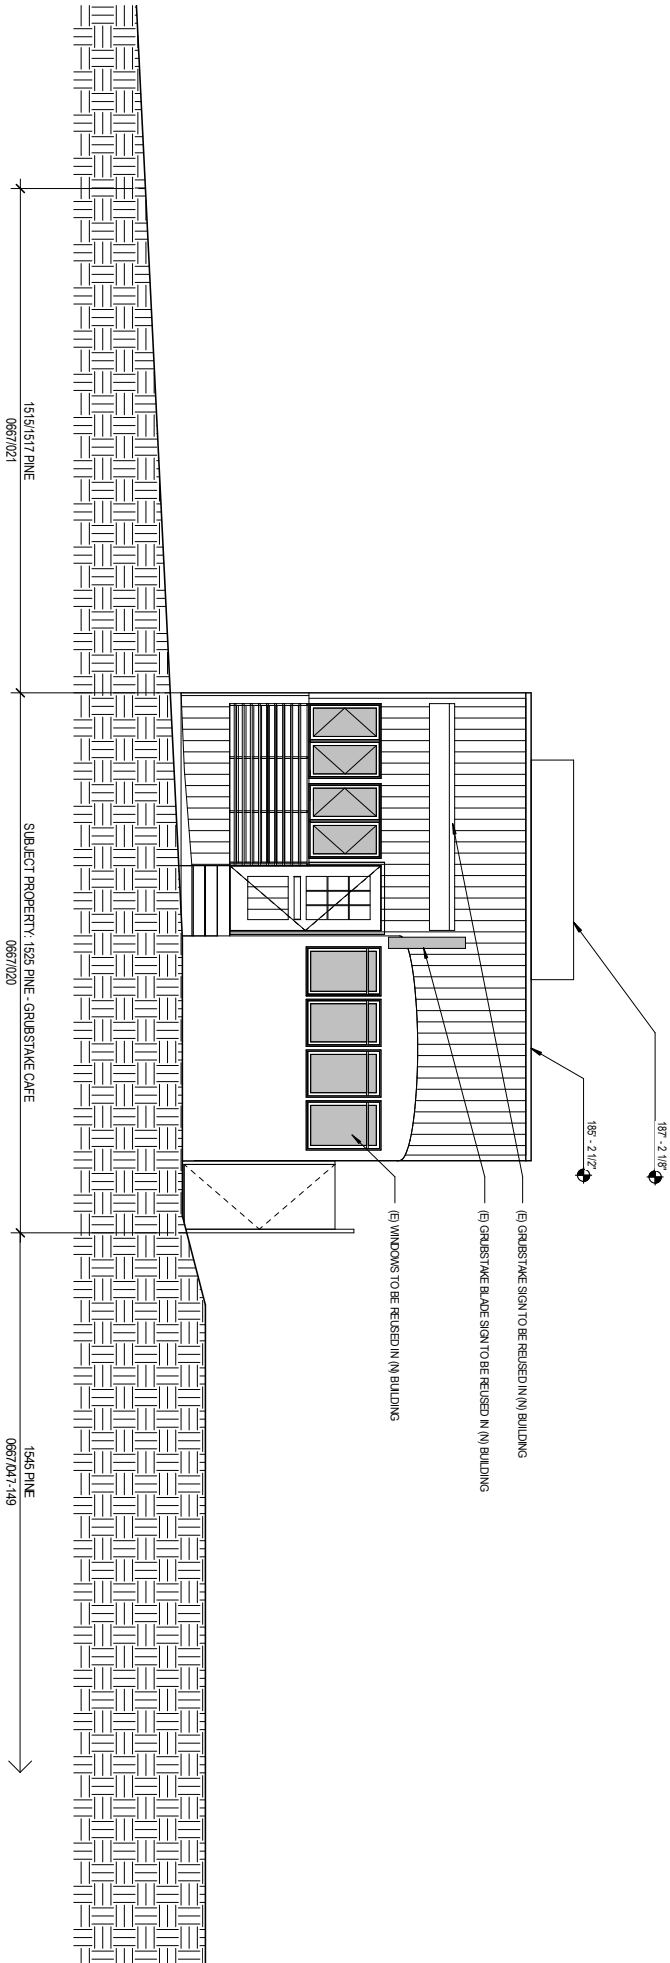 187' - 2 1/8"
185' - 2 1/2"
(E) GRUBSTAKE SIGN TO BE REUSED IN (N) BUILDING
(E) GRUBSTAKE BLADE SIGN TO BE REUSED IN (N) BUILDING
(E) WINDOWS TO BE REUSED IN (N) BUILDING
1515/1517 PINE
0667/021
SUBJECT PROPERTY: 1525 PINE - GRUBSTAKE CAFE
0667/020
1545 PINE
0667/047-149